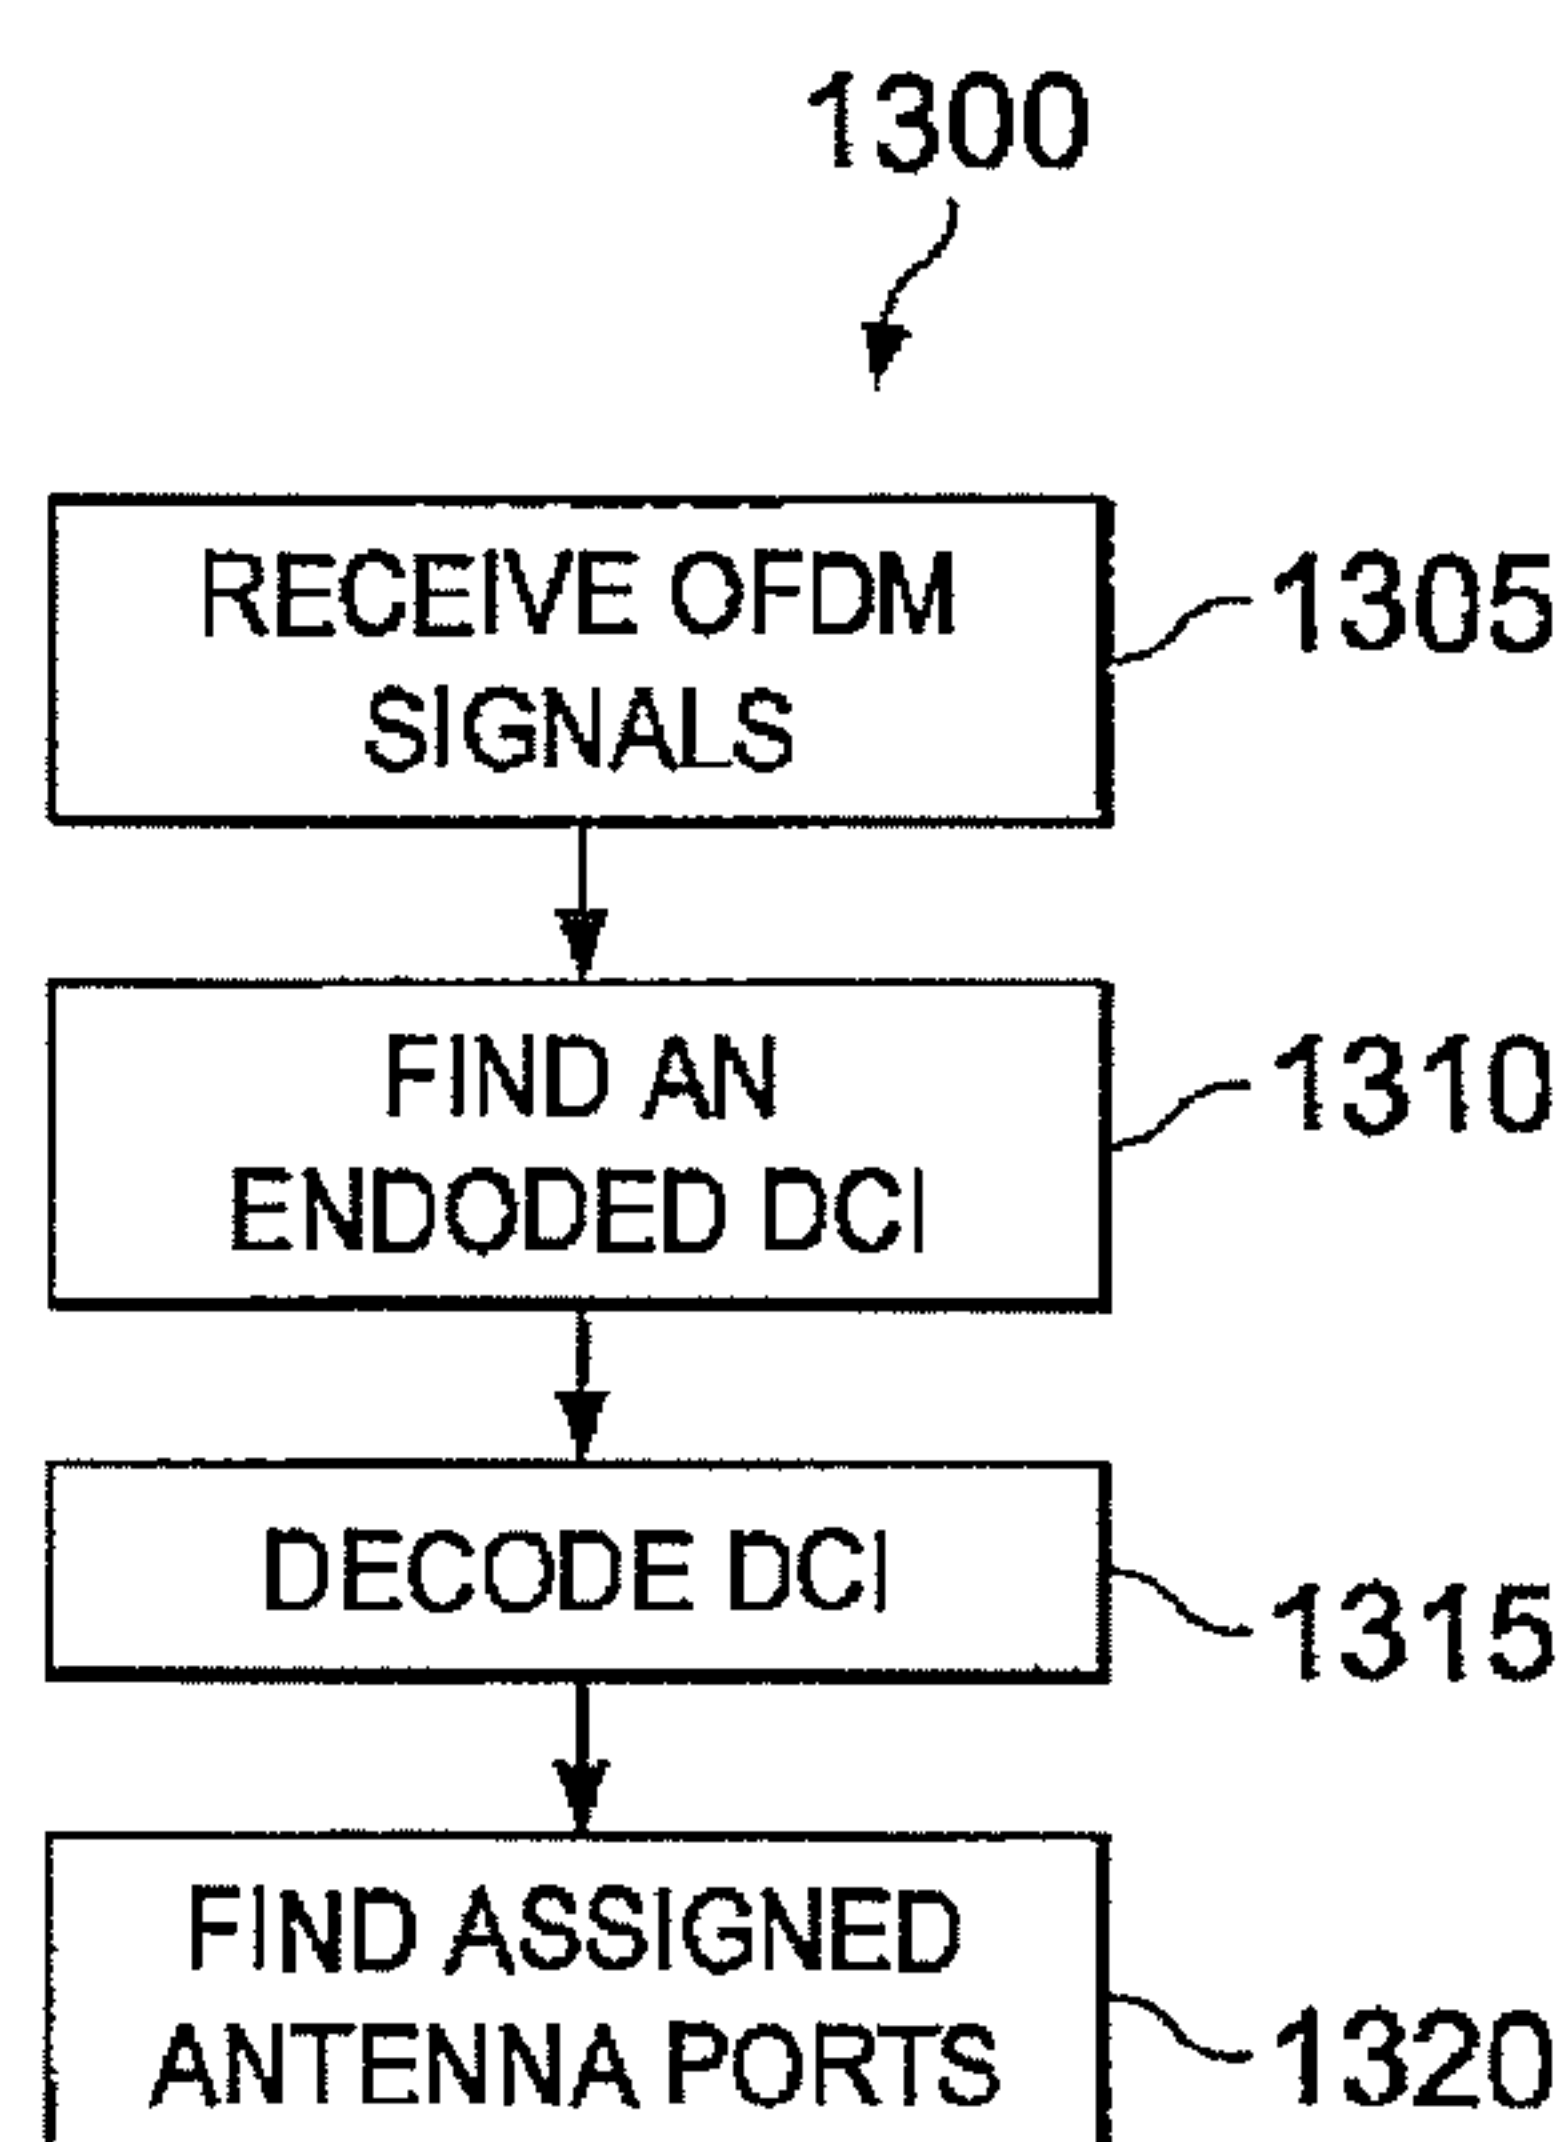 1300
RECEIVE OFDM
SIGNALS
1305
FIND AN
ENDODED DCI
1310
DECODE DCI
1315
FIND ASSIGNED
ANTENNA PORTS
1320